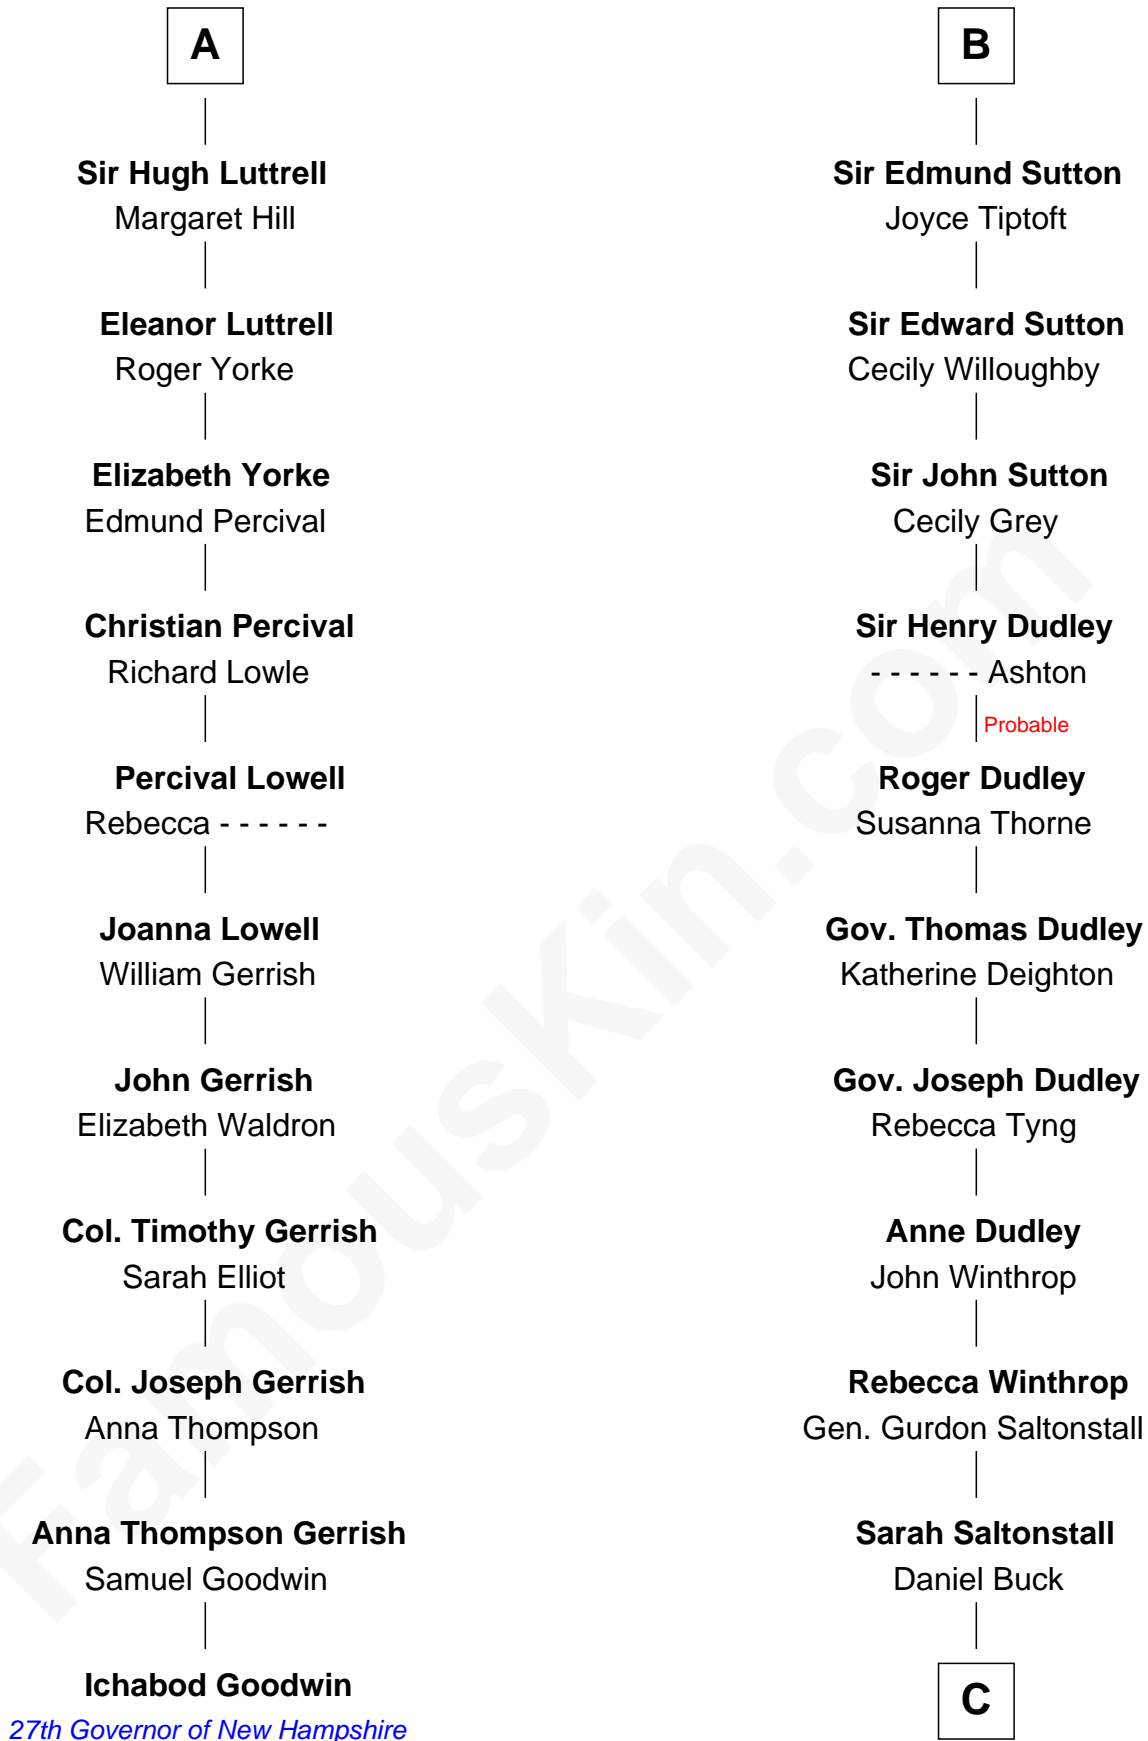 A
Sir Hugh Luttrell
Margaret Hill
Eleanor Luttrell
Roger Yorke
Elizabeth Yorke
Edmund Percival
Christian Percival
Richard Lowle
Percival Lowell
Rebecca - - - - - -
Joanna Lowell
William Gerrish
John Gerrish
Elizabeth Waldron
Col. Timothy Gerrish
Sarah Elliot
Col. Joseph Gerrish
Anna Thompson
Anna Thompson Gerrish
Samuel Goodwin
Ichabod Goodwin
27th Governor of New Hampshire
B
Sir Edmund Sutton
Joyce Tiptoft
Sir Edward Sutton
Cecily Willoughby
Sir John Sutton
Cecily Grey
Sir Henry Dudley
- - - - - - Ashton
Probable
Roger Dudley
Susanna Thorne
Gov. Thomas Dudley
Katherine Deighton
Gov. Joseph Dudley
Rebecca Tyng
Anne Dudley
John Winthrop
Rebecca Winthrop
Gen. Gurdon Saltonstall
Sarah Saltonstall
Daniel Buck
C
FamousKin.com